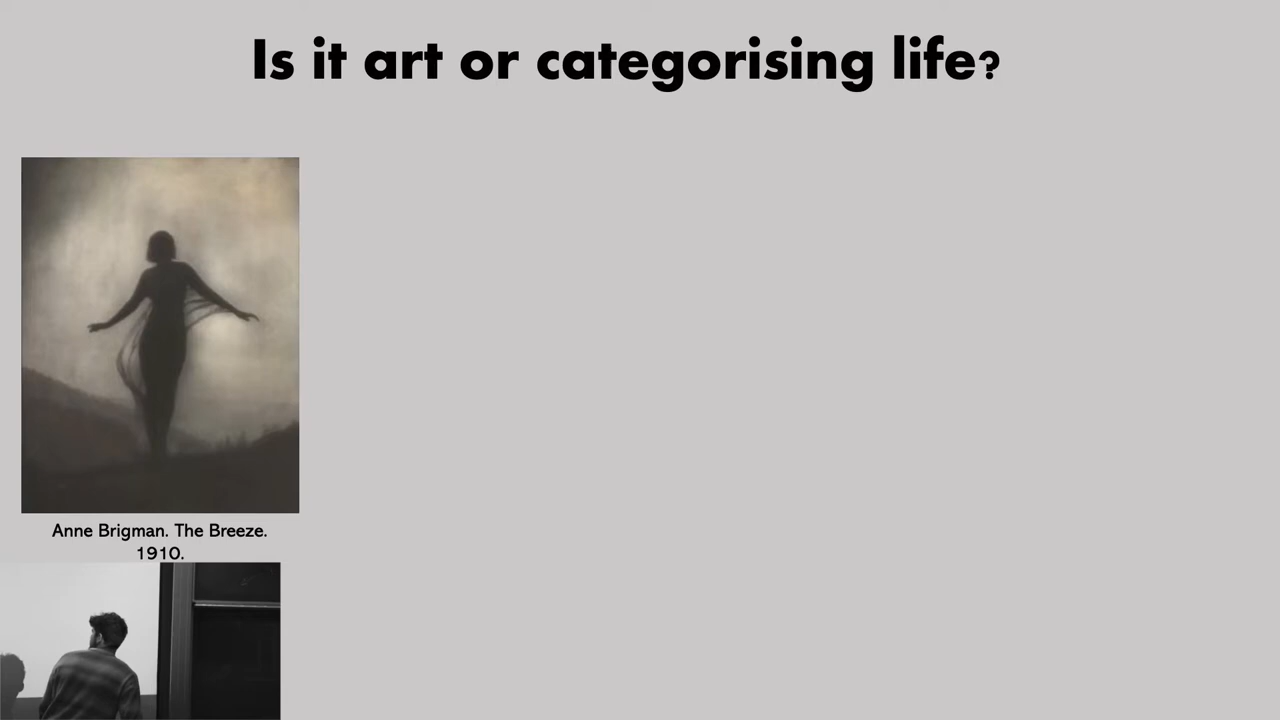 Is it art or categorising life?
Anne Brigman. The Breeze.
1910.